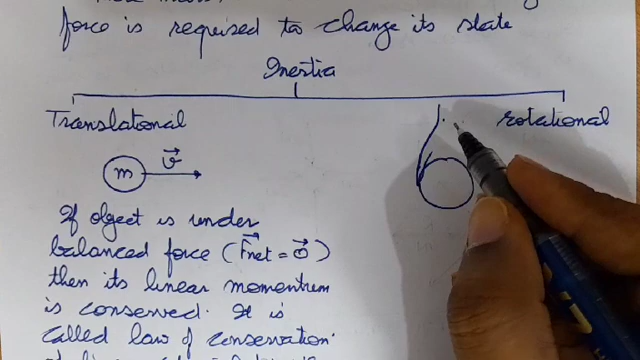 force is required to change its state
Inertia
Translational
rotational
m
v
If object is under
balanced force (Fnet = 0)
then its linear momentum
is conserved. It is
called law of conservation